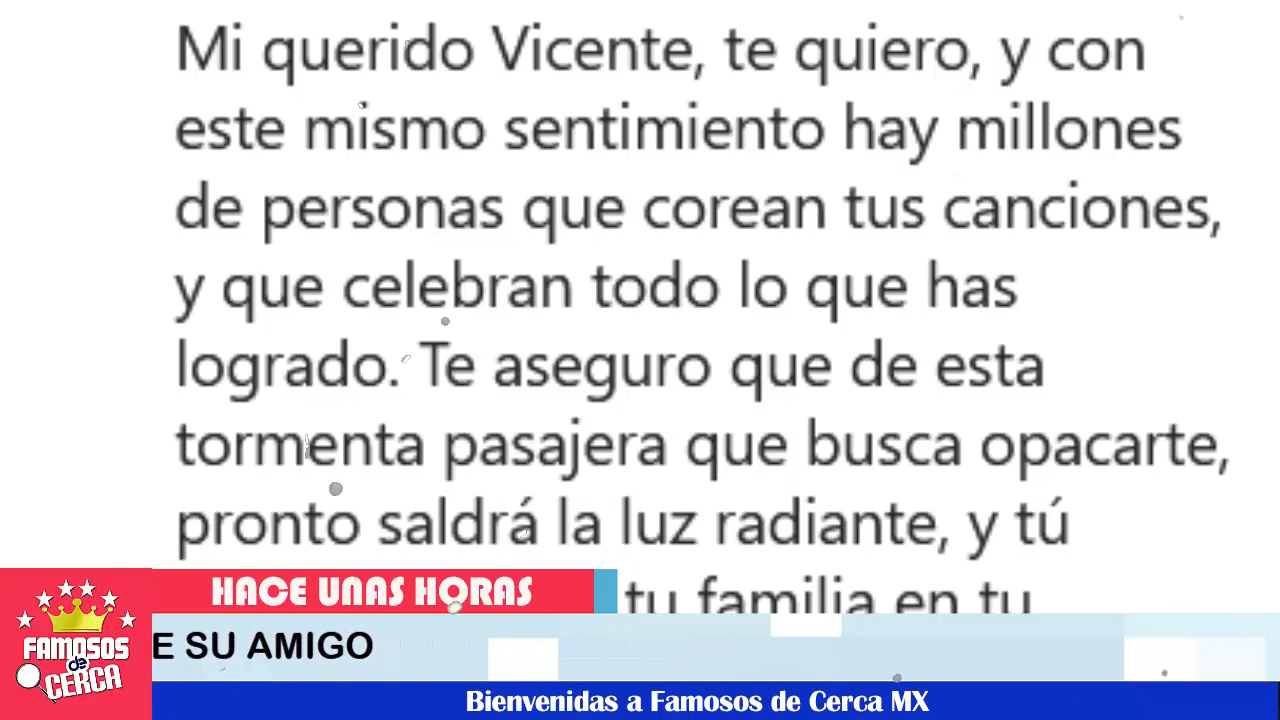 Mi querido Vicente, te quiero, y con
este mismo sentimiento hay millones
de personas que corean tus canciones,
y que celebran todo lo que has
logrado. Te aseguro que de esta
tormenta pasajera que busca opacarte,
pronto saldrá la luz radiante, y tú
tu familia en tu
HACE UNAS HORAS
E SU AMIGO
FAMOSOS
de
CERCA
Bienvenidas a Famosos de Cerca MX